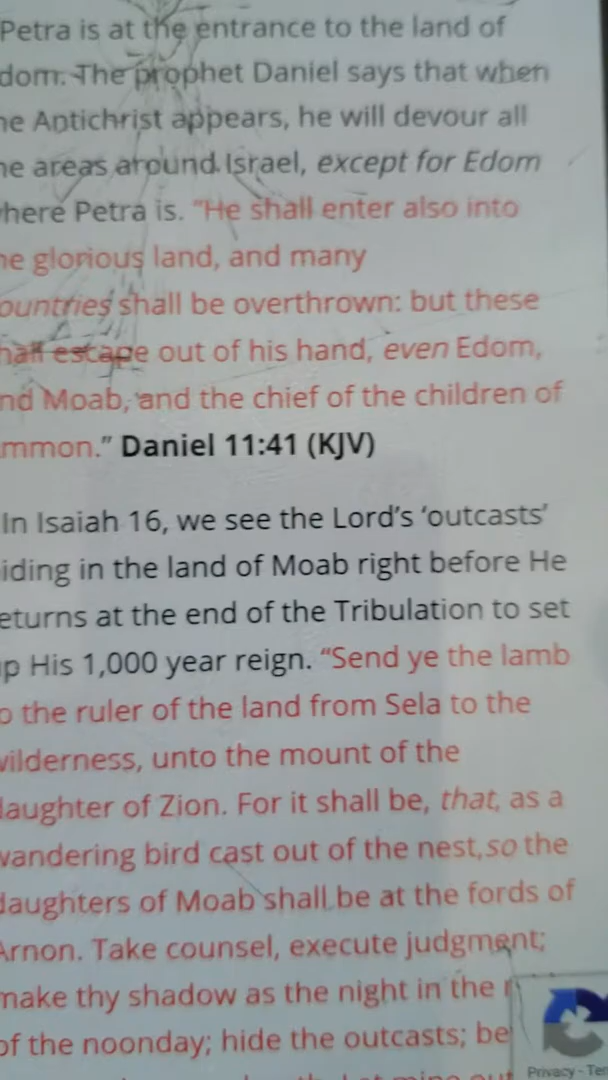 Petra is at the entrance to the land of
dom. The prophet Daniel says that when
he Antichrist appears, he will devour all
he areas around Israel, except for Edom
where Petra is. “He shall enter also into
he glorious land, and many
ountries shall be overthrown: but these
hall escape out of his hand, even Edom,
nd Moab, and the chief of the children of
mmon.” Daniel 11:41 (KJV)
In Isaiah 16, we see the Lord’s ‘outcasts’
iding in the land of Moab right before He
eturns at the end of the Tribulation to set
up His 1,000 year reign. “Send ye the lamb
o the ruler of the land from Sela to the
wilderness, unto the mount of the
daughter of Zion. For it shall be, that, as a
wandering bird cast out of the nest, so the
daughters of Moab shall be at the fords of
Arnon. Take counsel, execute judgment;
make thy shadow as the night in the
of the noonday; hide the outcasts; be
Privacy - Ter